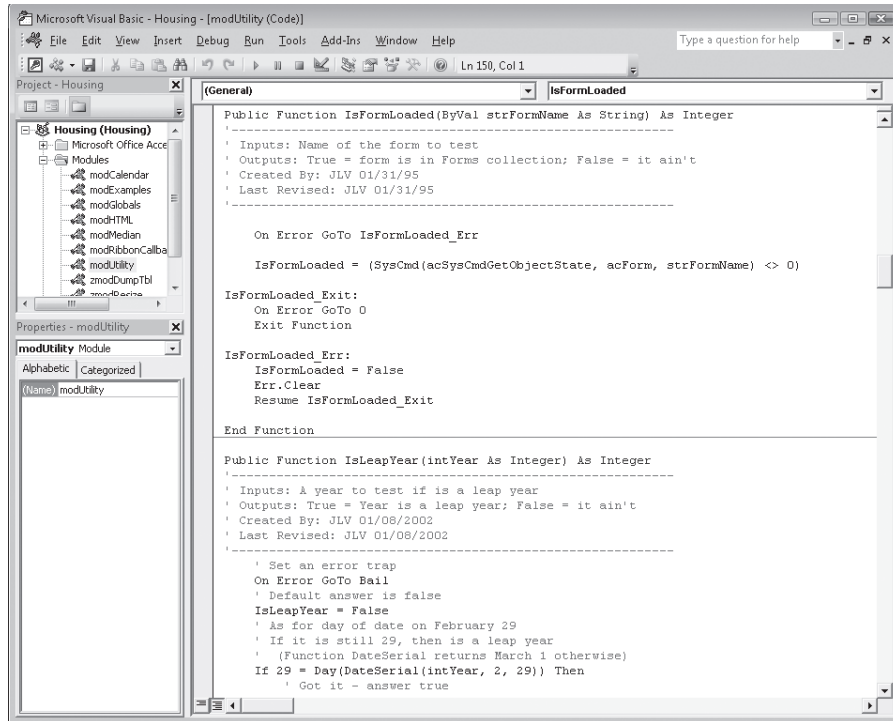 Microsoft Visual Basic - Housing - [modUtility (Code)]
File Edit View Insert Debug Run Tools Add-Ins Window Help
Type a question for help
Ln 150, Col 1
Project - Housing
Housing (Housing)
Microsoft Office Acce
Modules
modCalendar
modExamples
modGlobals
modHTML
modMedian
modRibbonCallba
modUtility
zmodDumpTbl
zmodResize
Properties - modUtility
modUtility Module
Alphabetic Categorized
(Name) modUtility
(General) IsFormLoaded
Public Function IsFormLoaded(ByVal strFormName As String) As Integer
'-------------------------------------------------------------
' Inputs: Name of the form to test
' Outputs: True = form is in Forms collection; False = it ain't
' Created By: JLV 01/31/95
' Last Revised: JLV 01/31/95
'-------------------------------------------------------------
On Error GoTo IsFormLoaded_Err
IsFormLoaded = (SysCmd(acSysCmdGetObjectState, acForm, strFormName) <> 0)
IsFormLoaded_Exit:
On Error GoTo 0
Exit Function
IsFormLoaded_Err:
IsFormLoaded = False
Err.Clear
Resume IsFormLoaded_Exit
End Function
Public Function IsLeapYear(intYear As Integer) As Integer
'-------------------------------------------------------------
' Inputs: A year to test if is a leap year
' Outputs: True = Year is a leap year; False = it ain't
' Created By: JLV 01/08/2002
' Last Revised: JLV 01/08/2002
'-------------------------------------------------------------
' Set an error trap
On Error GoTo Bail
' Default answer is false
IsLeapYear = False
' As for day of date on February 29
' If it is still 29, then is a leap year
' (Function DateSerial returns March 1 otherwise)
If 29 = Day(DateSerial(intYear, 2, 29)) Then
' Got it - answer true